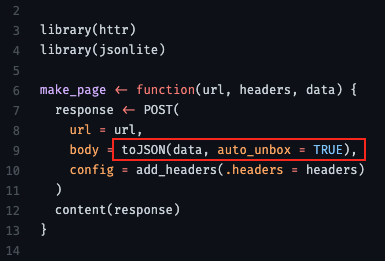 2
3 library(httr)
4 library(jsonlite)
5
6 make_page <- function(url, headers, data) {
7 response <- POST(
8 url = url,
9 body = toJSON(data, auto_unbox = TRUE),
10 config = add_headers(.headers = headers)
11 )
12 content(response)
13 }
14